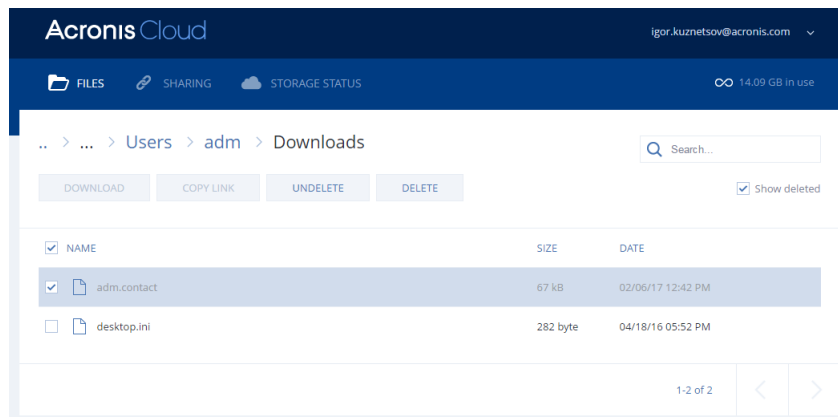 Acronis Cloud
igor.kuznetsov@acronis.com
FILES SHARING STORAGE STATUS 14.09 GB in use
.. > ... > Users > adm > Downloads
Search...
DOWNLOAD COPY LINK UNDELETE DELETE
Show deleted
NAME SIZE DATE
adm.contact 67 kB 02/06/17 12:42 PM
desktop.ini 282 byte 04/18/16 05:52 PM
1-2 of 2